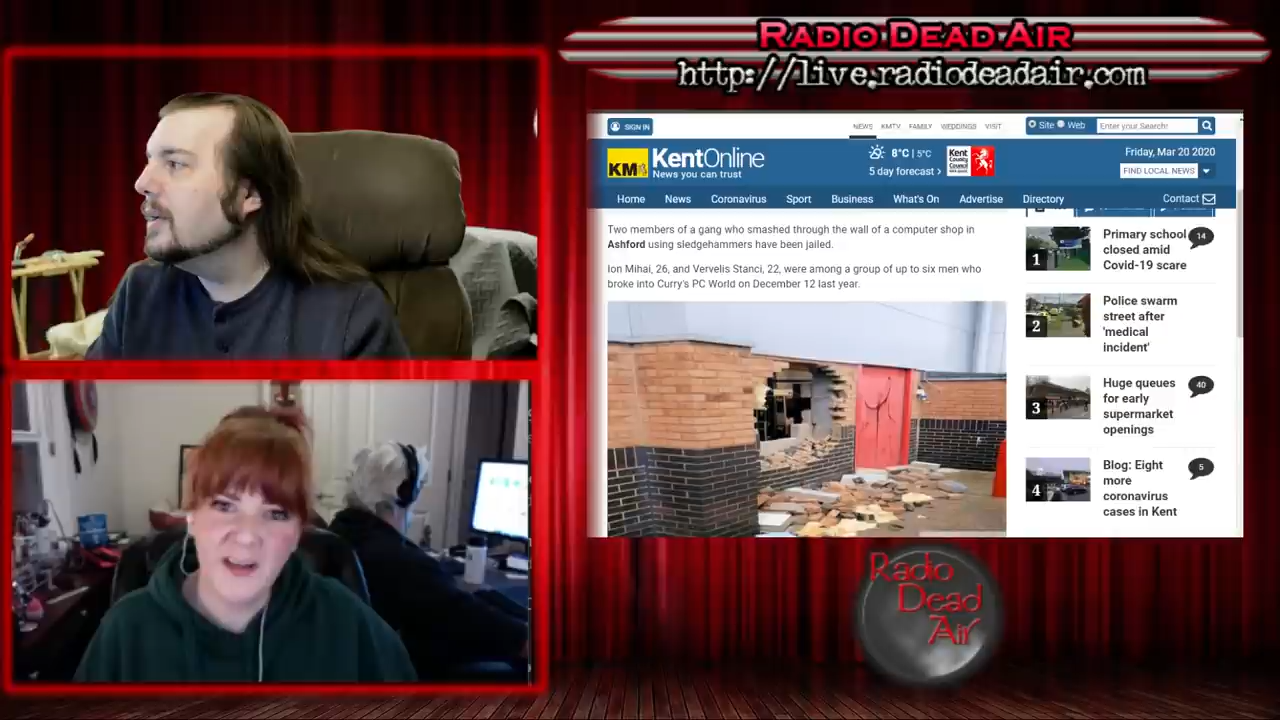 RADIO DEAD AIR
http://live.radiodeadair.com
SIGN IN
NEWS KMTV FAMILY WEDDINGS VISIT
Site Web Enter your Search!
KM KentOnline
News you can trust
8°C | 5°C
5 day forecast ›
Kent County Council
Friday, Mar 20 2020
FIND LOCAL NEWS
Home News Coronavirus Sport Business What's On Advertise Directory Contact
Two members of a gang who smashed through the wall of a computer shop in
Ashford using sledgehammers have been jailed.
Ion Mihai, 26, and Vervelis Stanci, 22, were among a group of up to six men who
broke into Curry's PC World on December 12 last year.
1
Primary school
closed amid
Covid-19 scare
14
2
Police swarm
street after
'medical
incident'
3
Huge queues
for early
supermarket
openings
40
4
Blog: Eight
more
coronavirus
cases in Kent
5
Radio
Dead
Air